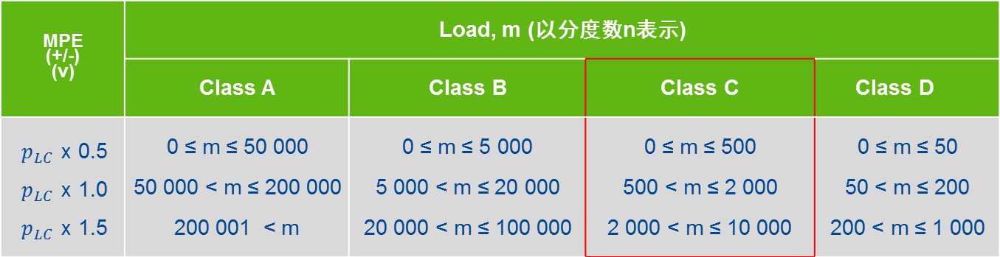 MPE
(+/-)
(v)
Load, m (以分度数n表示)
Class A
Class B
Class C
Class D
p_LC x 0.5
0 ≤ m ≤ 50 000
0 ≤ m ≤ 5 000
0 ≤ m ≤ 500
0 ≤ m ≤ 50
p_LC x 1.0
50 000 < m ≤ 200 000
5 000 < m ≤ 20 000
500 < m ≤ 2 000
50 < m ≤ 200
p_LC x 1.5
200 001 < m
20 000 < m ≤ 100 000
2 000 < m ≤ 10 000
200 < m ≤ 1 000